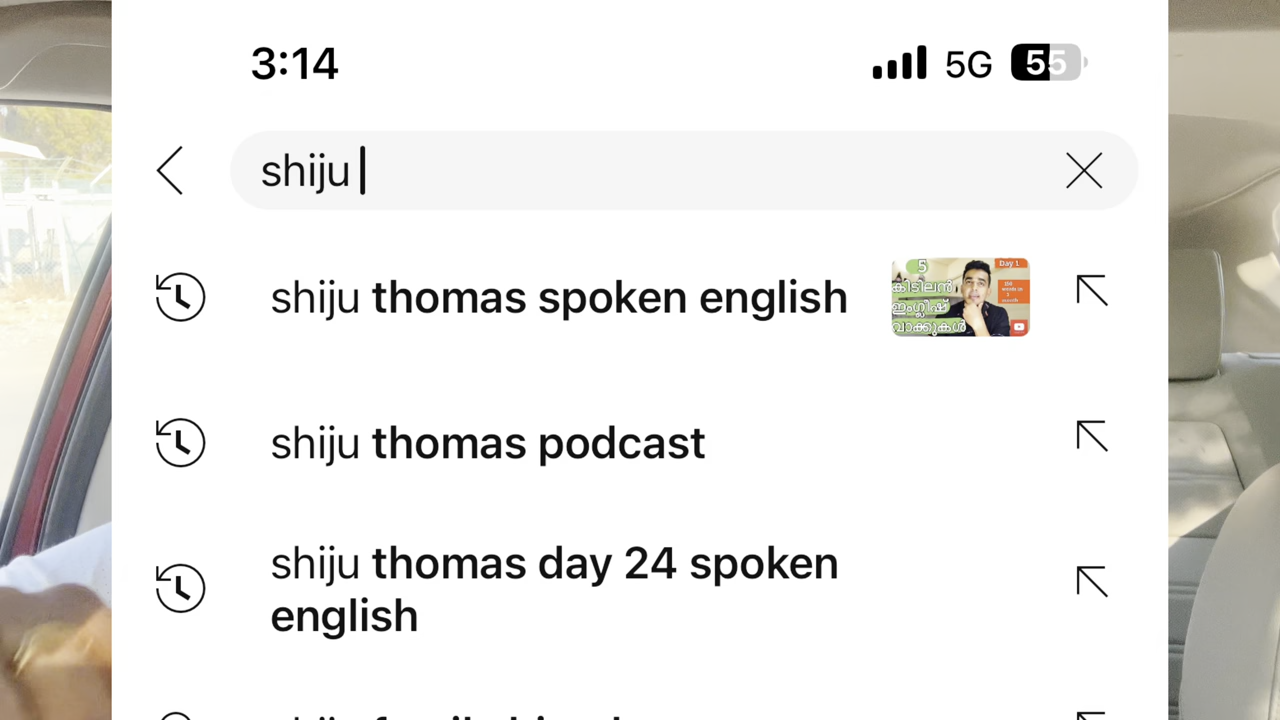 3:14
5G
55
shiju
shiju thomas spoken english
5
Day 1
കിടിലൻ
ഇംഗ്ലീഷ്
വാക്കുകൾ
shiju thomas podcast
shiju thomas day 24 spoken
english